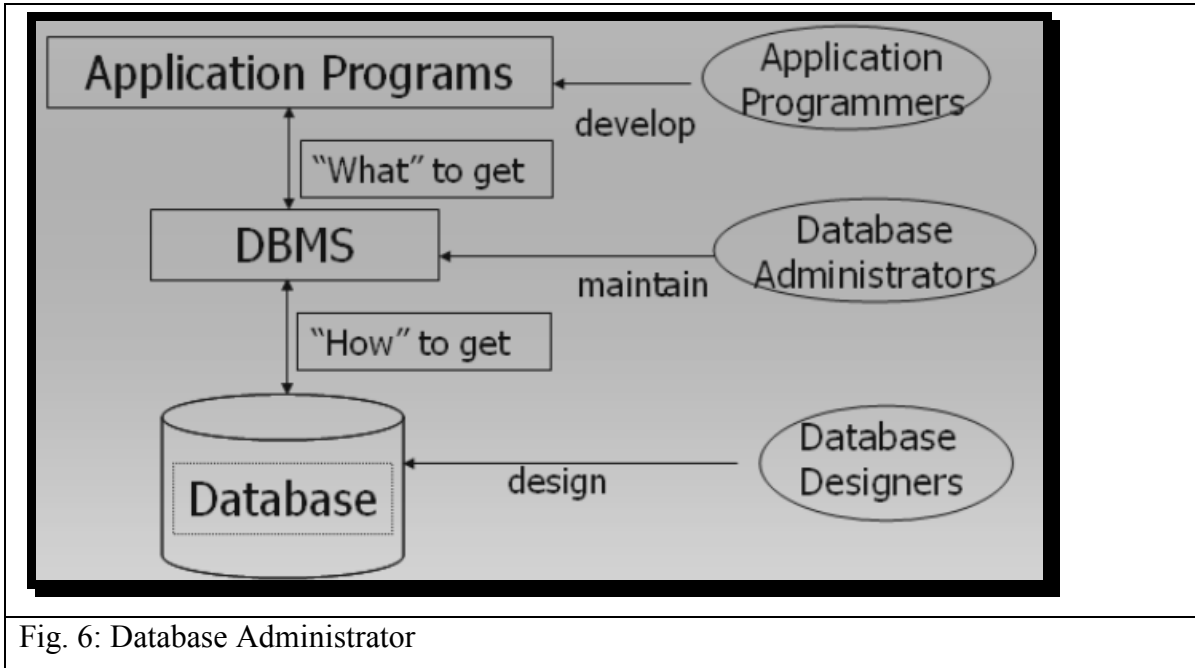 Application Programs
Application
Programmers
develop
“What” to get
DBMS
Database
Administrators
maintain
“How” to get
Database
design
Database
Designers
Fig. 6: Database Administrator